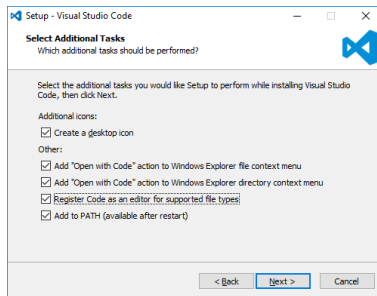 Setup - Visual Studio Code
Select Additional Tasks
Which additional tasks should be performed?
Select the additional tasks you would like Setup to perform while installing Visual Studio
Code, then click Next.
Additional icons:
Create a desktop icon
Other:
Add "Open with Code" action to Windows Explorer file context menu
Add "Open with Code" action to Windows Explorer directory context menu
Register Code as an editor for supported file types
Add to PATH (available after restart)
< Back Next > Cancel